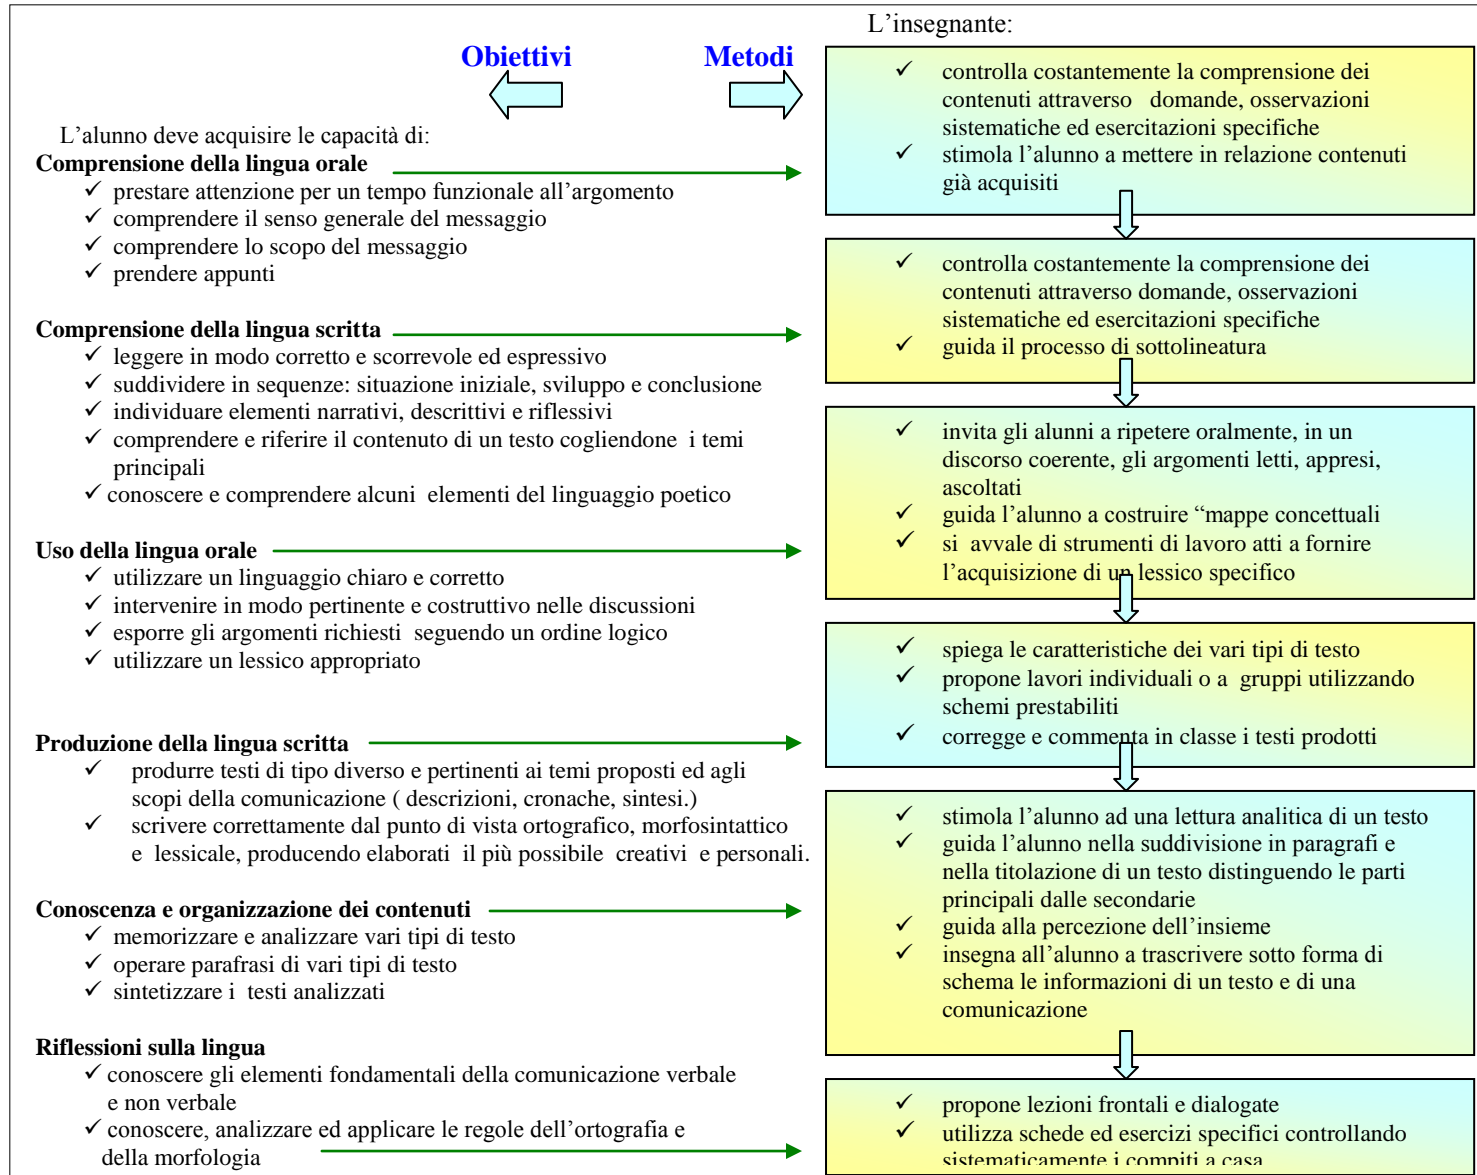 L'insegnante:
Obiettivi
Metodi
L'alunno deve acquisire le capacità di:
Comprensione della lingua orale
✓ prestare attenzione per un tempo funzionale all'argomento
✓ comprendere il senso generale del messaggio
✓ comprendere lo scopo del messaggio
✓ prendere appunti
Comprensione della lingua scritta
✓ leggere in modo corretto e scorrevole ed espressivo
✓ suddividere in sequenze: situazione iniziale, sviluppo e conclusione
✓ individuare elementi narrativi, descrittivi e riflessivi
✓ comprendere e riferire il contenuto di un testo cogliendone i temi
principali
✓ conoscere e comprendere alcuni elementi del linguaggio poetico
Uso della lingua orale
✓ utilizzare un linguaggio chiaro e corretto
✓ intervenire in modo pertinente e costruttivo nelle discussioni
✓ esporre gli argomenti richiesti seguendo un ordine logico
✓ utilizzare un lessico appropriato
Produzione della lingua scritta
✓ produrre testi di tipo diverso e pertinenti ai temi proposti ed agli
scopi della comunicazione ( descrizioni, cronache, sintesi.)
✓ scrivere correttamente dal punto di vista ortografico, morfosintattico
e lessicale, producendo elaborati il più possibile creativi e personali.
Conoscenza e organizzazione dei contenuti
✓ memorizzare e analizzare vari tipi di testo
✓ operare parafrasi di vari tipi di testo
✓ sintetizzare i testi analizzati
Riflessioni sulla lingua
✓ conoscere gli elementi fondamentali della comunicazione verbale
e non verbale
✓ conoscere, analizzare ed applicare le regole dell'ortografia e
della morfologia
✓ controlla costantemente la comprensione dei
contenuti attraverso domande, osservazioni
sistematiche ed esercitazioni specifiche
✓ stimola l'alunno a mettere in relazione contenuti
già acquisiti
✓ controlla costantemente la comprensione dei
contenuti attraverso domande, osservazioni
sistematiche ed esercitazioni specifiche
✓ guida il processo di sottolineatura
✓ invita gli alunni a ripetere oralmente, in un
discorso coerente, gli argomenti letti, appresi,
ascoltati
✓ guida l'alunno a costruire “mappe concettuali
✓ si avvale di strumenti di lavoro atti a fornire
l'acquisizione di un lessico specifico
✓ spiega le caratteristiche dei vari tipi di testo
✓ propone lavori individuali o a gruppi utilizzando
schemi prestabiliti
✓ corregge e commenta in classe i testi prodotti
✓ stimola l'alunno ad una lettura analitica di un testo
✓ guida l'alunno nella suddivisione in paragrafi e
nella titolazione di un testo distinguendo le parti
principali dalle secondarie
✓ guida alla percezione dell'insieme
✓ insegna all'alunno a trascrivere sotto forma di
schema le informazioni di un testo e di una
comunicazione
✓ propone lezioni frontali e dialogate
✓ utilizza schede ed esercizi specifici controllando
sistematicamente i compiti a casa